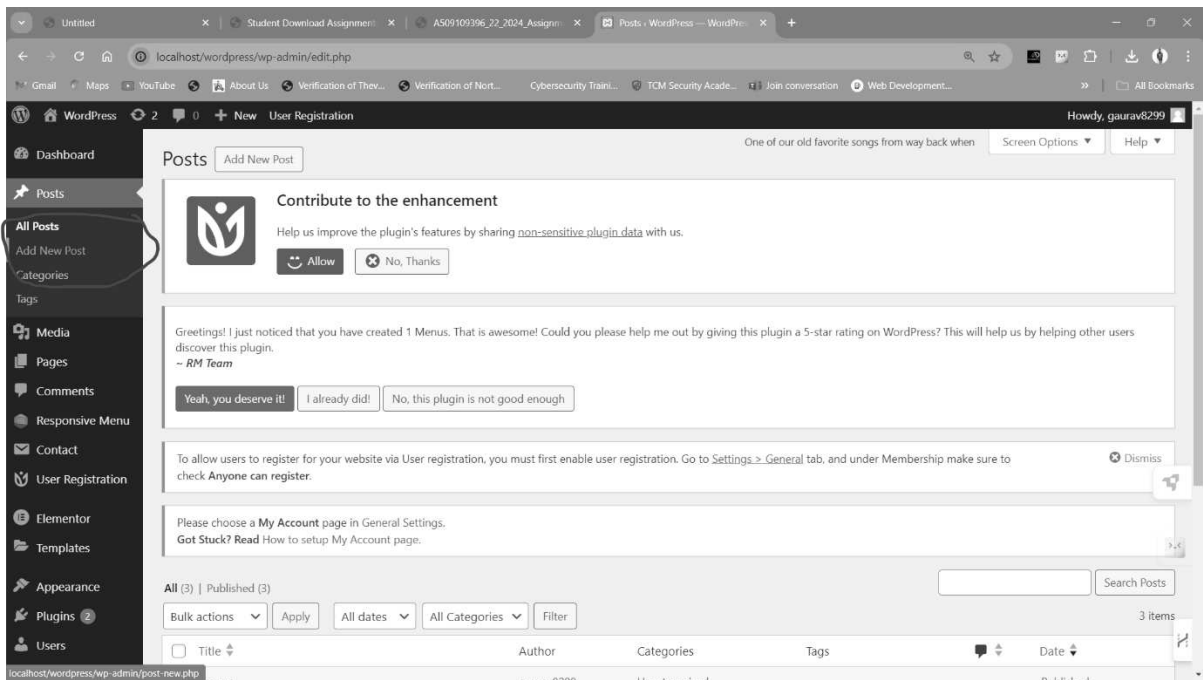 Untitled
Student Download Assignment
A509109396_22_2024_Assignm
Posts ‹ WordPress — WordPres
localhost/wordpress/wp-admin/edit.php
Gmail Maps YouTube About Us Verification of Thev... Verification of Nort... Cybersecurity Traini... TCM Security Acade... Join conversation Web Development... » All Bookmarks
WordPress 2 0 + New User Registration Howdy, gaurav8299
One of our old favorite songs from way back when Screen Options ▼ Help ▼
Dashboard
Posts
All Posts
Add New Post
Categories
Tags
Media
Pages
Comments
Responsive Menu
Contact
User Registration
Elementor
Templates
Appearance
Plugins 2
Users
localhost/wordpress/wp-admin/post-new.php
Posts Add New Post
Contribute to the enhancement
Help us improve the plugin's features by sharing non-sensitive plugin data with us.
Allow No, Thanks
Greetings! I just noticed that you have created 1 Menus. That is awesome! Could you please help me out by giving this plugin a 5-star rating on WordPress? This will help us by helping other users
discover this plugin.
~ RM Team
Yeah, you deserve it! I already did! No, this plugin is not good enough
To allow users to register for your website via User registration, you must first enable user registration. Go to Settings > General tab, and under Membership make sure to
check Anyone can register.
Dismiss
Please choose a My Account page in General Settings.
Got Stuck? Read How to setup My Account page.
All (3) | Published (3)
Search Posts
Bulk actions Apply All dates All Categories Filter 3 items
Title Author Categories Tags Date